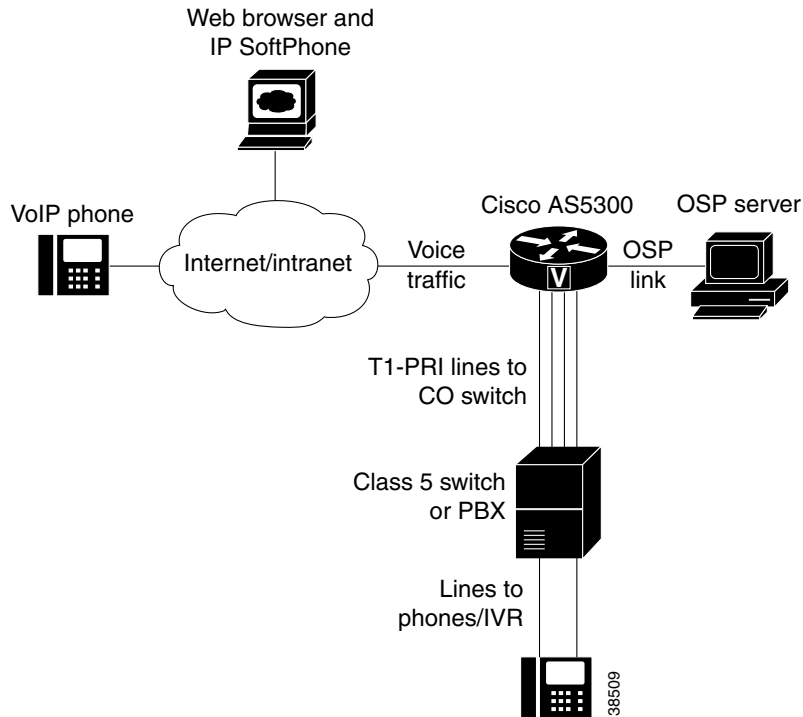 Web browser and
IP SoftPhone
VoIP phone
Cisco AS5300
OSP server
Internet/intranet
Voice
traffic
OSP
link
V
T1-PRI lines to
CO switch
Class 5 switch
or PBX
Lines to
phones/IVR
38509